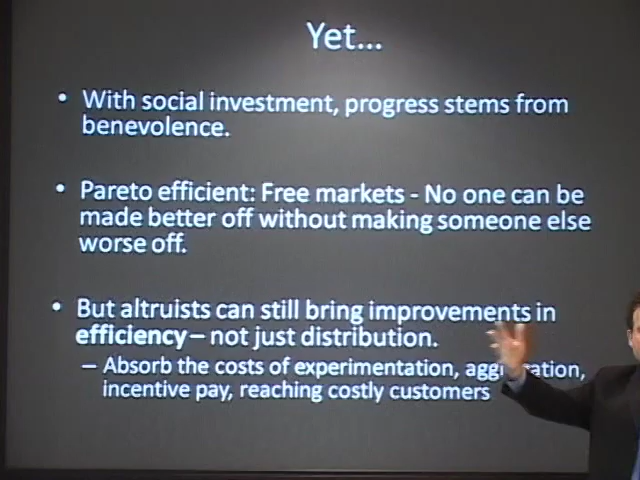 Yet...
• With social investment, progress stems from
benevolence.
• Pareto efficient: Free markets - No one can be
made better off without making someone else
worse off.
• But altruists can still bring improvements in
efficiency – not just distribution.
– Absorb the costs of experimentation,
incentive pay, reaching costly customers